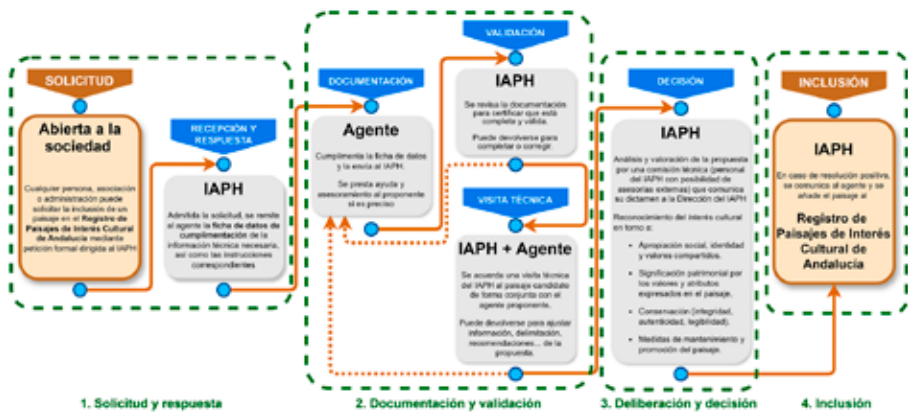 SOLICITUD
Abierta a la
sociedad
Cualquier persona, asociación
o administración puede
solicitar la inclusión de un
paisaje en el Registro de
Paisajes de Interés Cultural
de Andalucía mediante
petición formal dirigida al IAPH
RECEPCIÓN Y
RESPUESTA
IAPH
Admitida la solicitud, se remite
al agente la ficha de datos de
cumplimentación de la
información técnica necesaria,
así como las instrucciones
correspondientes
1. Solicitud y respuesta
DOCUMENTACIÓN
Agente
Cumplimenta la ficha de datos
y la envía al IAPH.
Se presta ayuda y
asesoramiento al proponente
si es preciso
VALIDACIÓN
IAPH
Se revisa la documentación
para certificar que está
completa y válida.
Puede devolverse para
completar o corregir.
VISITA TÉCNICA
IAPH + Agente
Se acuerda una visita técnica
del IAPH al paisaje candidato
de forma conjunta con el
agente proponente.
Puede devolverse para ajustar
información, delimitación,
recomendaciones... de la
propuesta.
2. Documentación y validación
DECISIÓN
IAPH
Análisis y valoración de la propuesta
por una comisión técnica (personal
del IAPH con posibilidad de
asesorías externas) que comunica
su dictamen a la Dirección del IAPH
Reconocimiento del interés cultural
en torno a:
• Apropiación social, identidad
y valores compartidos.
• Significación patrimonial por
los valores y atributos
expresados en el paisaje.
• Conservación (integridad,
autenticidad, legibilidad).
• Medidas de mantenimiento y
promoción del paisaje.
3. Deliberación y decisión
INCLUSIÓN
IAPH
En caso de resolución positiva,
se comunica al agente y se
añade el paisaje al
Registro de
Paisajes de Interés
Cultural de
Andalucía
4. Inclusión